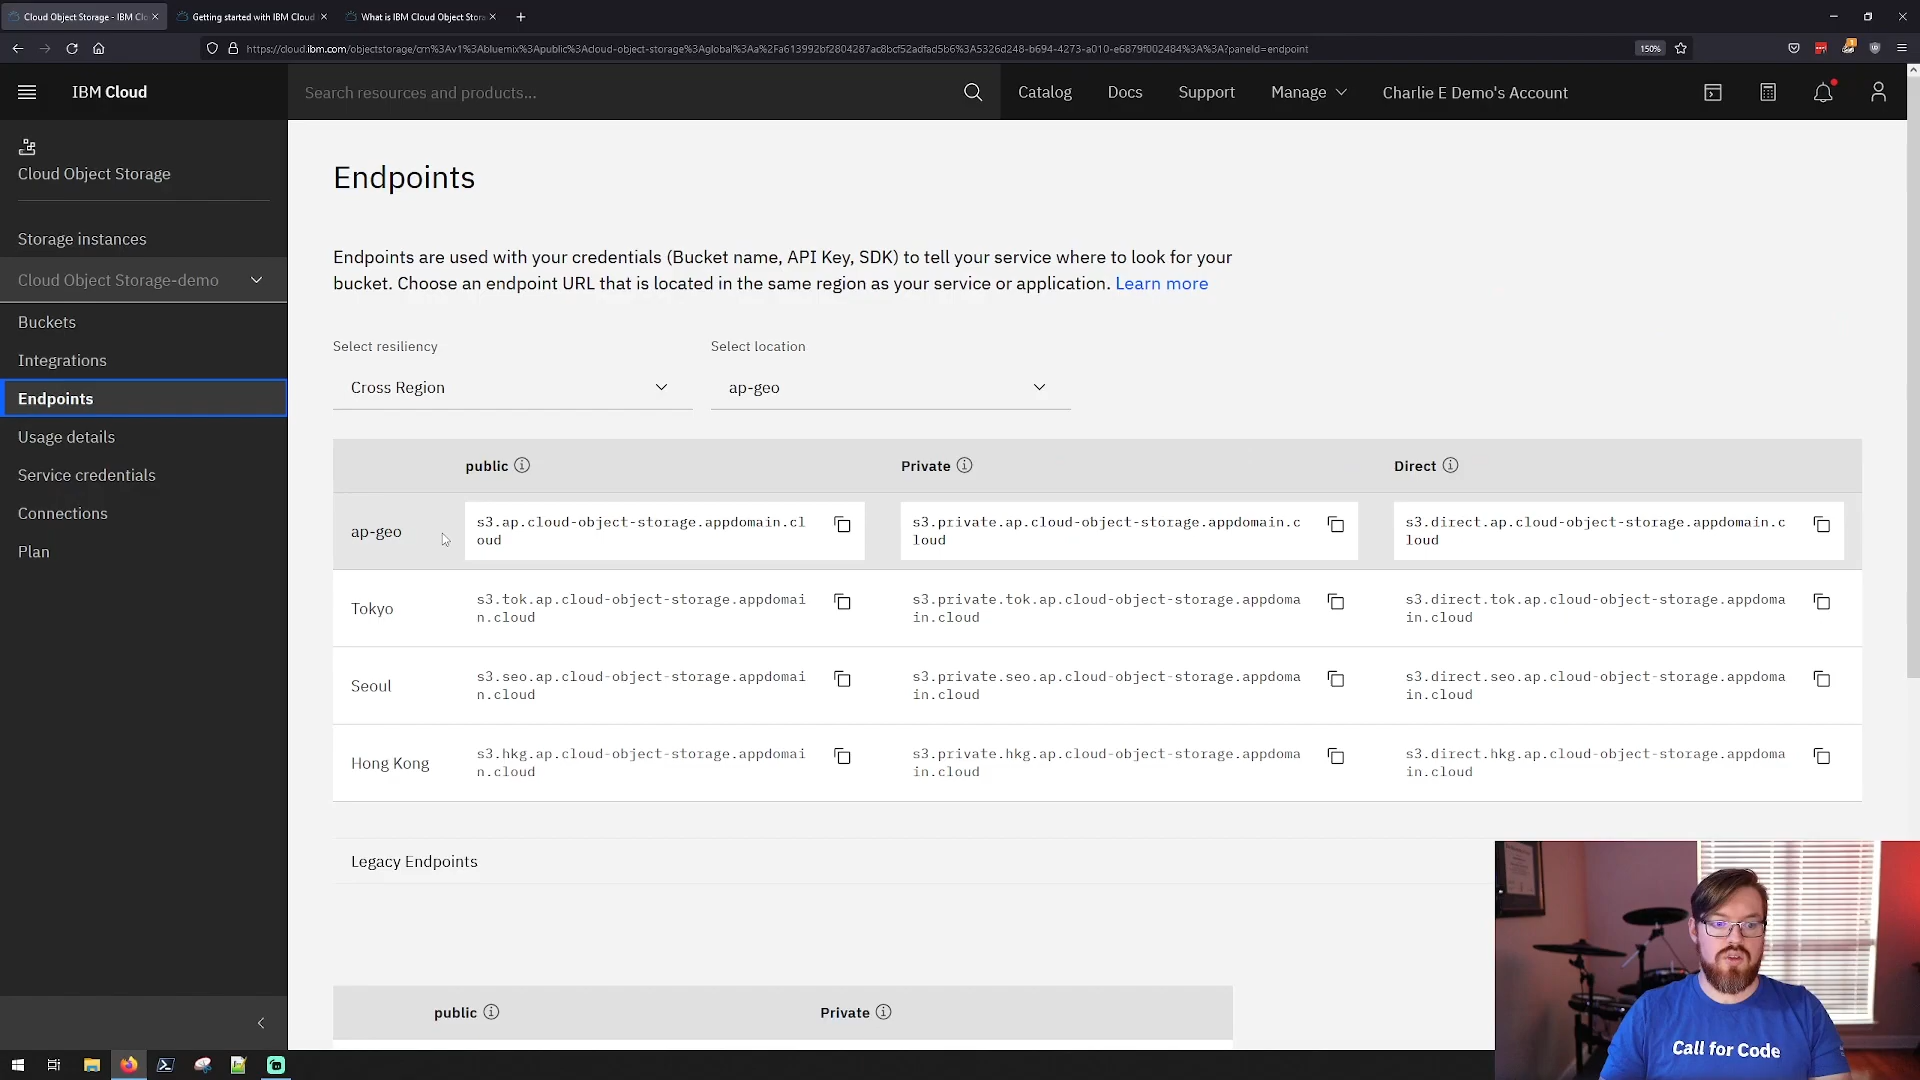 Cloud Object Storage - IBM Clo
Getting started with IBM Cloud
What is IBM Cloud Object Stora
https://cloud.ibm.com/objectstorage/crn%3Av1%3Abluemix%3Apublic%3Acloud-object-storage%3Aglobal%3Aa%2Fa613992bf2804287ac8bcf52adfad5b6%3A5326d248-b694-4273-a010-e6879f002484%3A%3A?paneId=endpoint
150%
IBM Cloud
Search resources and products...
Catalog
Docs
Support
Manage
Charlie E Demo's Account
Cloud Object Storage
Storage instances
Cloud Object Storage-demo
Buckets
Integrations
Endpoints
Usage details
Service credentials
Connections
Plan
Endpoints
Endpoints are used with your credentials (Bucket name, API Key, SDK) to tell your service where to look for your
bucket. Choose an endpoint URL that is located in the same region as your service or application. Learn more
Select resiliency
Select location
Cross Region
ap-geo
public
Private
Direct
ap-geo
s3.ap.cloud-object-storage.appdomain.cl
oud
s3.private.ap.cloud-object-storage.appdomain.c
loud
s3.direct.ap.cloud-object-storage.appdomain.c
loud
Tokyo
s3.tok.ap.cloud-object-storage.appdomai
n.cloud
s3.private.tok.ap.cloud-object-storage.appdoma
in.cloud
s3.direct.tok.ap.cloud-object-storage.appdoma
in.cloud
Seoul
s3.seo.ap.cloud-object-storage.appdomai
n.cloud
s3.private.seo.ap.cloud-object-storage.appdoma
in.cloud
s3.direct.seo.ap.cloud-object-storage.appdoma
in.cloud
Hong Kong
s3.hkg.ap.cloud-object-storage.appdomai
n.cloud
s3.private.hkg.ap.cloud-object-storage.appdoma
in.cloud
s3.direct.hkg.ap.cloud-object-storage.appdoma
in.cloud
Legacy Endpoints
public
Private
Call for Code